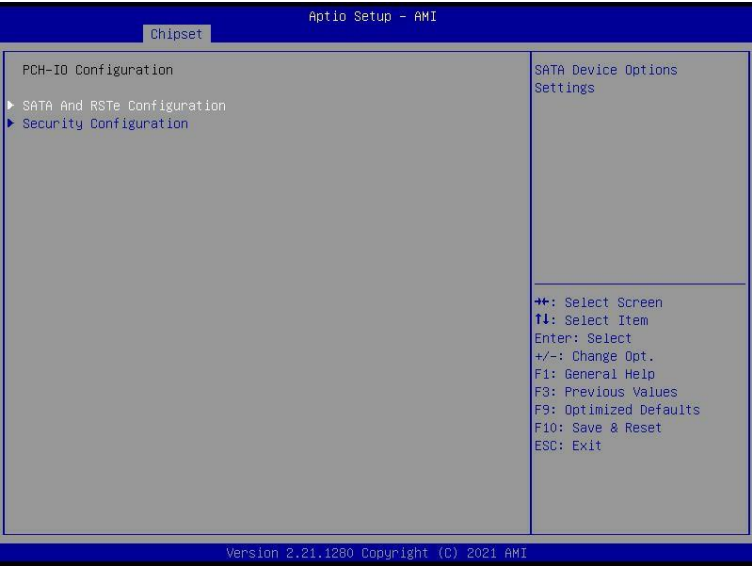 Aptio Setup – AMI
Chipset
PCH-IO Configuration
SATA And RSTe Configuration
Security Configuration
SATA Device Options
Settings
→←: Select Screen
↑↓: Select Item
Enter: Select
+/-: Change Opt.
F1: General Help
F3: Previous Values
F9: Optimized Defaults
F10: Save & Reset
ESC: Exit
Version 2.21.1280 Copyright (C) 2021 AMI